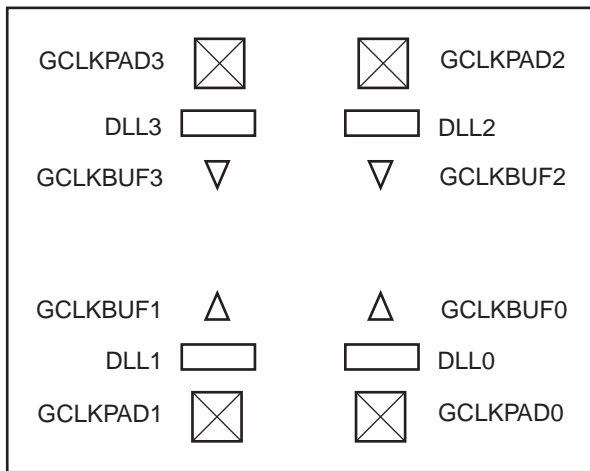 GCLKPAD3 GCLKPAD2
DLL3 DLL2
GCLKBUF3 GCLKBUF2
GCLKBUF1 GCLKBUF0
DLL1 DLL0
GCLKPAD1 GCLKPAD0